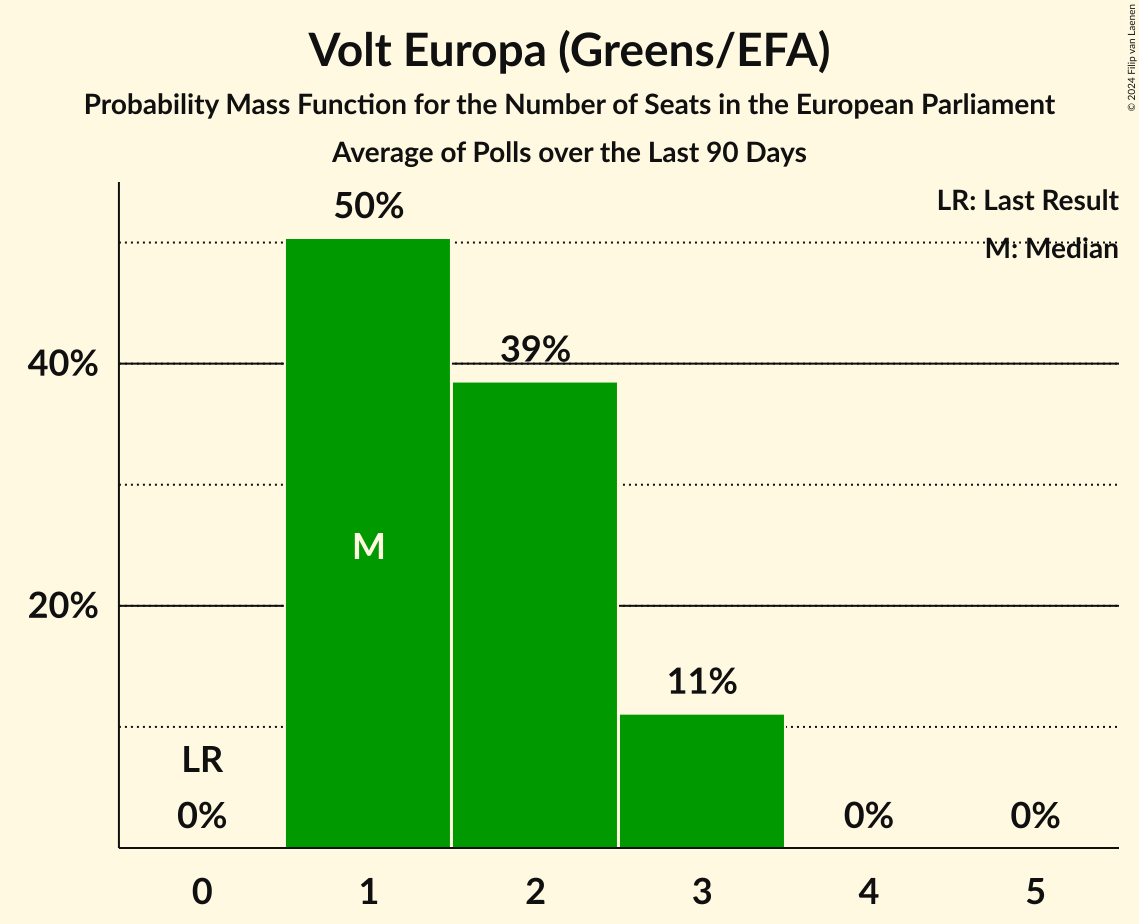 Volt Europa (Greens/EFA)
Probability Mass Function for the Number of Seats in the European Parliament
Average of Polls over the Last 90 Days
© 2024 Filip van Laenen
LR: Last Result
M: Median
50%
39%
40%
M
20%
11%
LR
0%
0%
0%
0
1
2
3
4
5